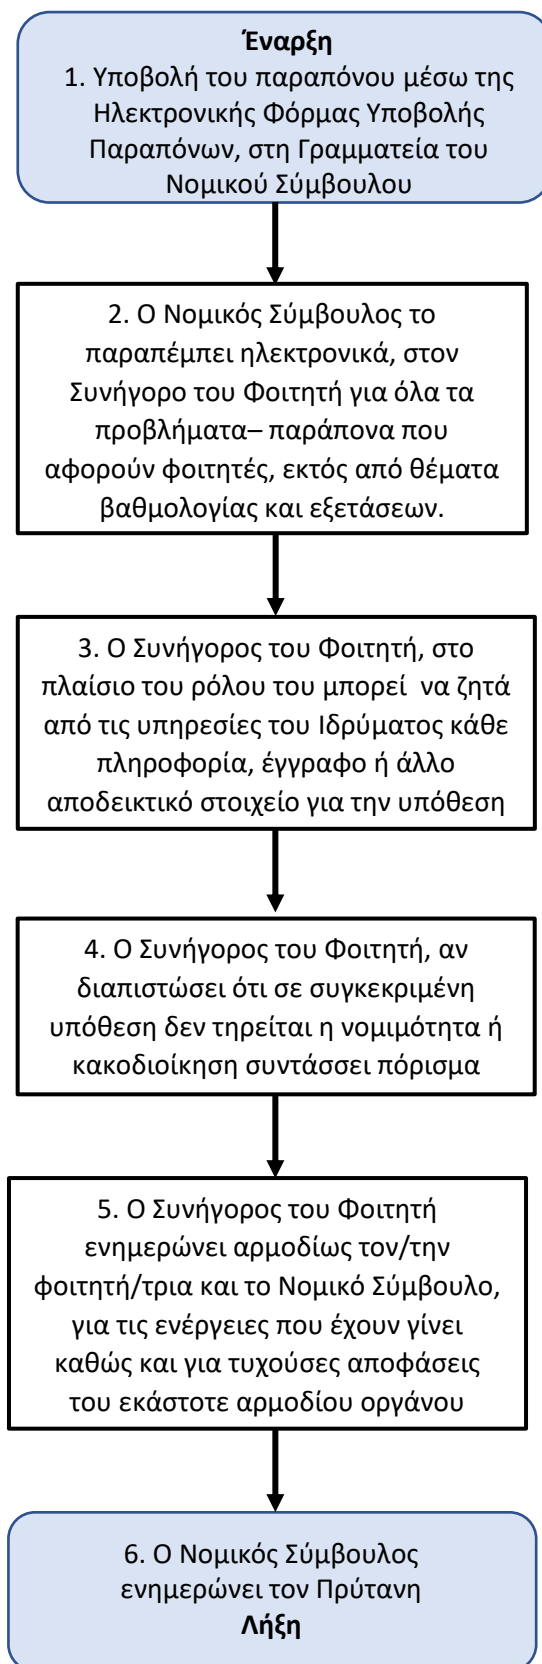 Έναρξη
1. Υποβολή του παραπόνου μέσω της
Ηλεκτρονικής Φόρμας Υποβολής
Παραπόνων, στη Γραμματεία του
Νομικού Σύμβουλου
2. Ο Νομικός Σύμβουλος το
παραπέμπει ηλεκτρονικά, στον
Συνήγορο του Φοιτητή για όλα τα
προβλήματα– παράπονα που
αφορούν φοιτητές, εκτός από θέματα
βαθμολογίας και εξετάσεων.
3. Ο Συνήγορος του Φοιτητή, στο
πλαίσιο του ρόλου του μπορεί  να ζητά
από τις υπηρεσίες του Ιδρύματος κάθε
πληροφορία, έγγραφο ή άλλο
αποδεικτικό στοιχείο για την υπόθεση
4. Ο Συνήγορος του Φοιτητή, αν
διαπιστώσει ότι σε συγκεκριμένη
υπόθεση δεν τηρείται η νομιμότητα ή
κακοδιοίκηση συντάσσει πόρισμα
5. Ο Συνήγορος του Φοιτητή
ενημερώνει αρμοδίως τον/την
φοιτητή/τρια και το Νομικό Σύμβουλο,
για τις ενέργειες που έχουν γίνει
καθώς και για τυχούσες αποφάσεις
του εκάστοτε αρμοδίου οργάνου
6. Ο Νομικός Σύμβουλος
ενημερώνει τον Πρύτανη
Λήξη